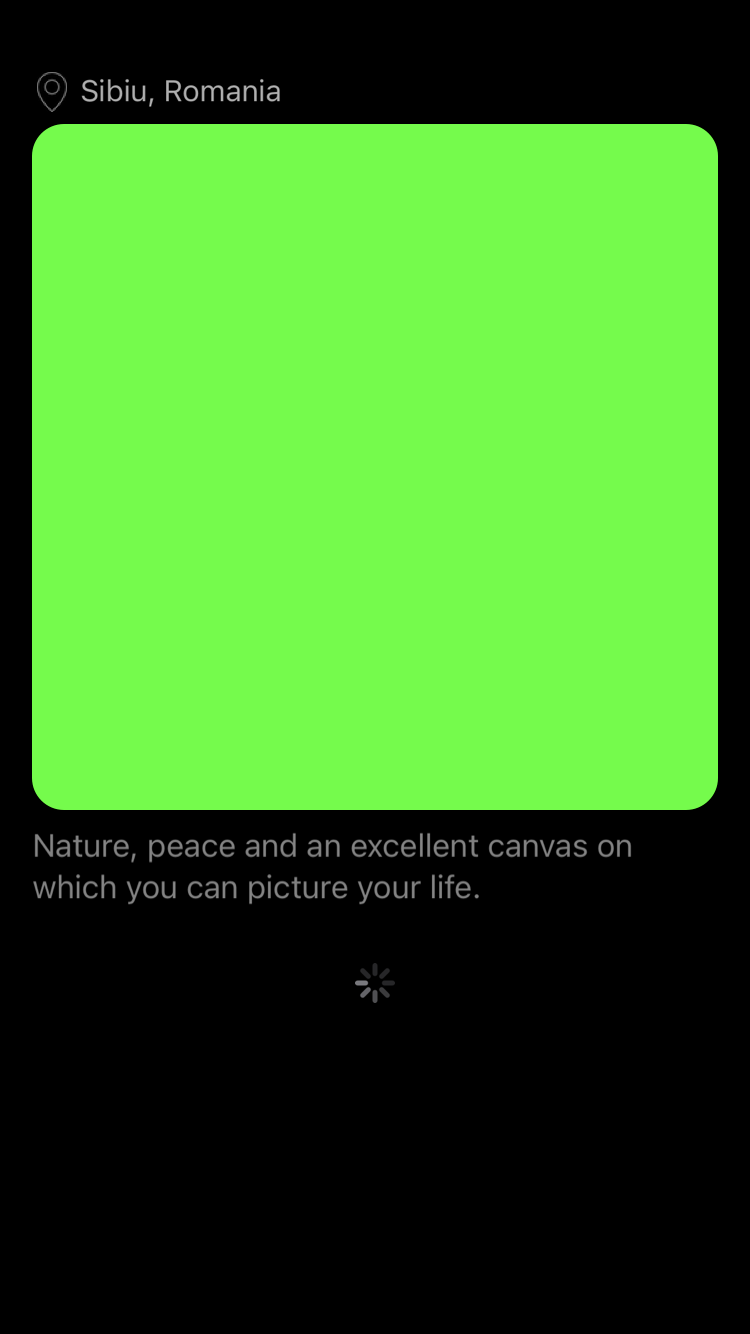 Sibiu, Romania
Nature, peace and an excellent canvas on
which you can picture your life.